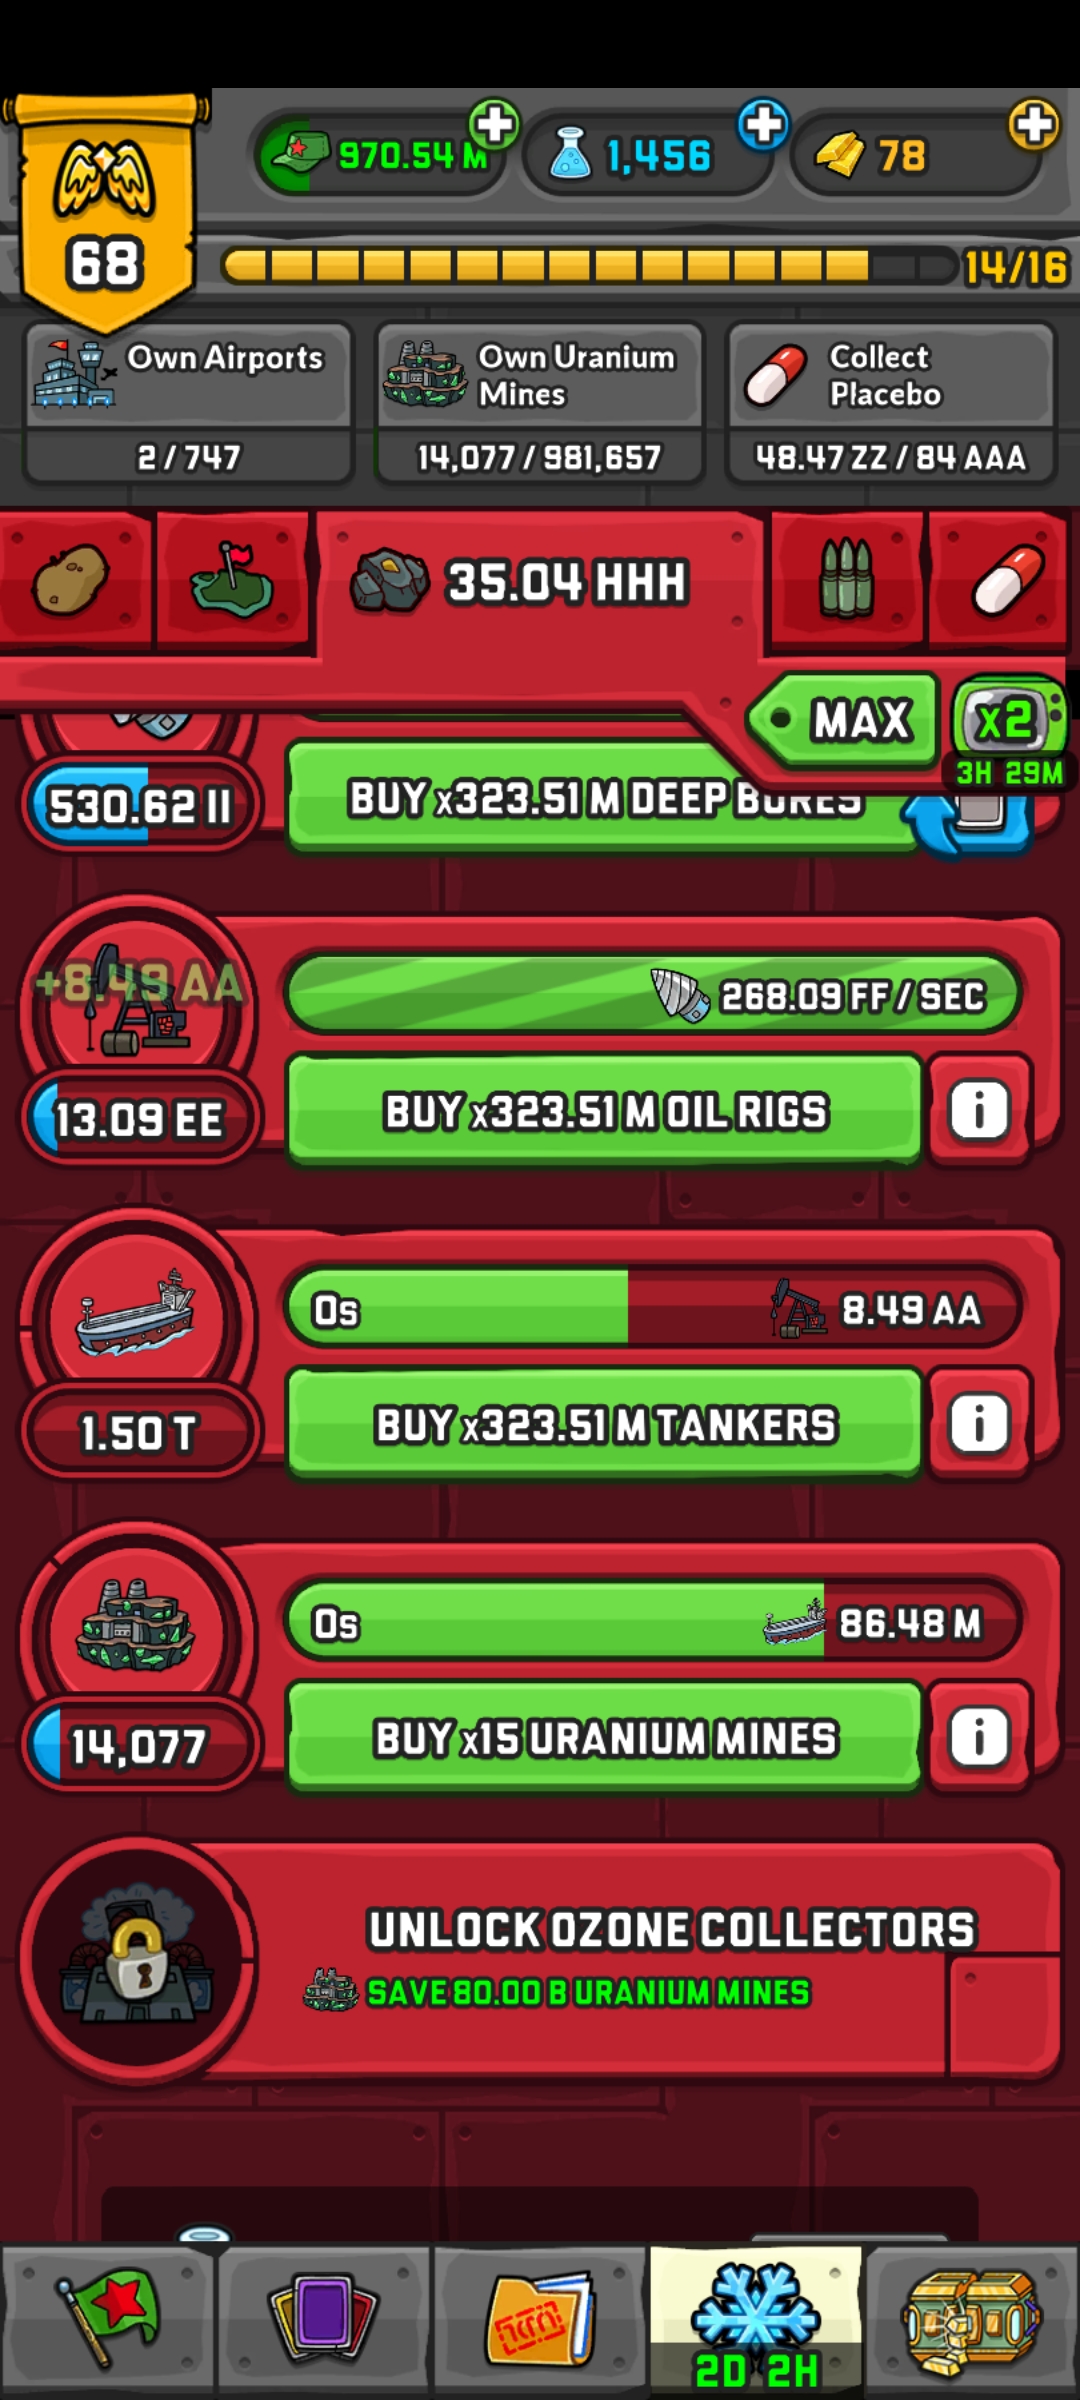 970.54 M
1,456
78
68
14/16
Own Airports
2 / 747
Own Uranium
Mines
14,077 / 981,657
Collect
Placebo
48.47 ZZ / 84 AAA
35.04 HHH
MAX
x2
3H 29M
530.62 II
BUY x323.51 M DEEP BORES
+8.49 AA
268.09 FF / SEC
13.09 EE
BUY x323.51 M OIL RIGS
i
0s
8.49 AA
1.50 T
BUY x323.51 M TANKERS
i
0s
86.48 M
14,077
BUY x15 URANIUM MINES
i
UNLOCK OZONE COLLECTORS
SAVE 80.00 B URANIUM MINES
2D 2H